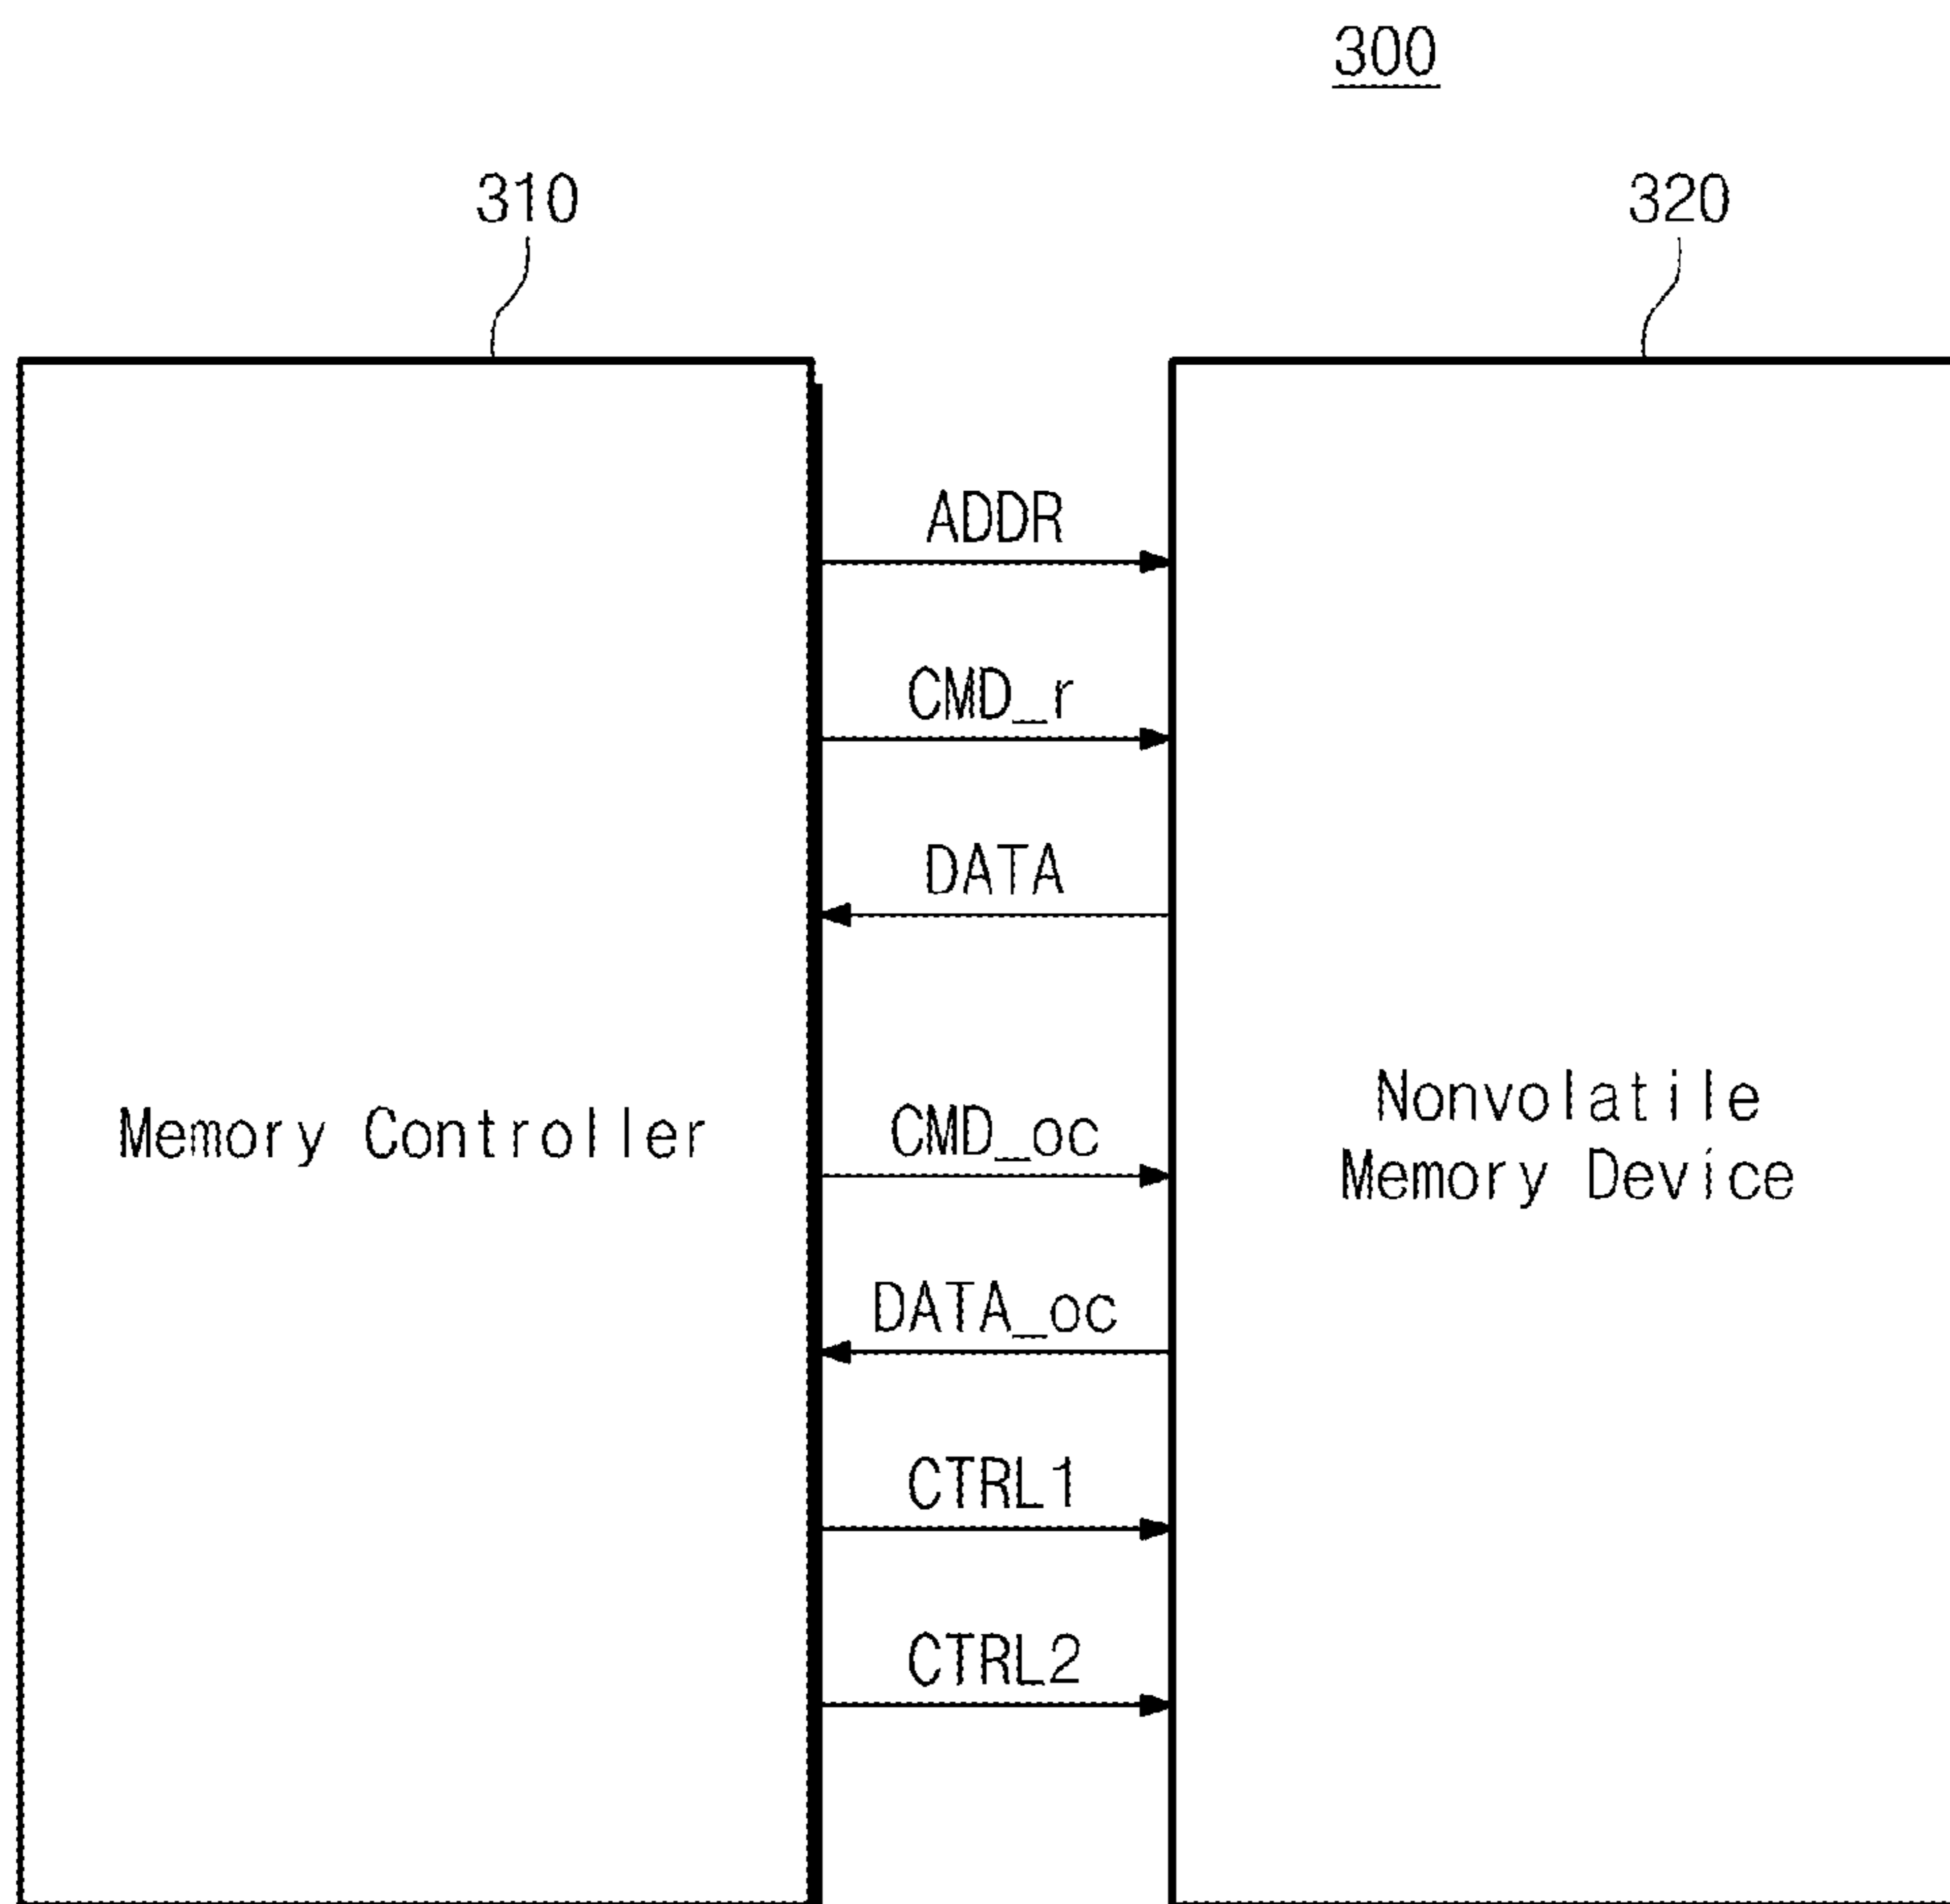 300
310
320
ADDR
CMD_r
DATA
Memory Controller
CMD_oc
Nonvolatile
Memory Device
DATA_oc
CTRL1
CTRL2